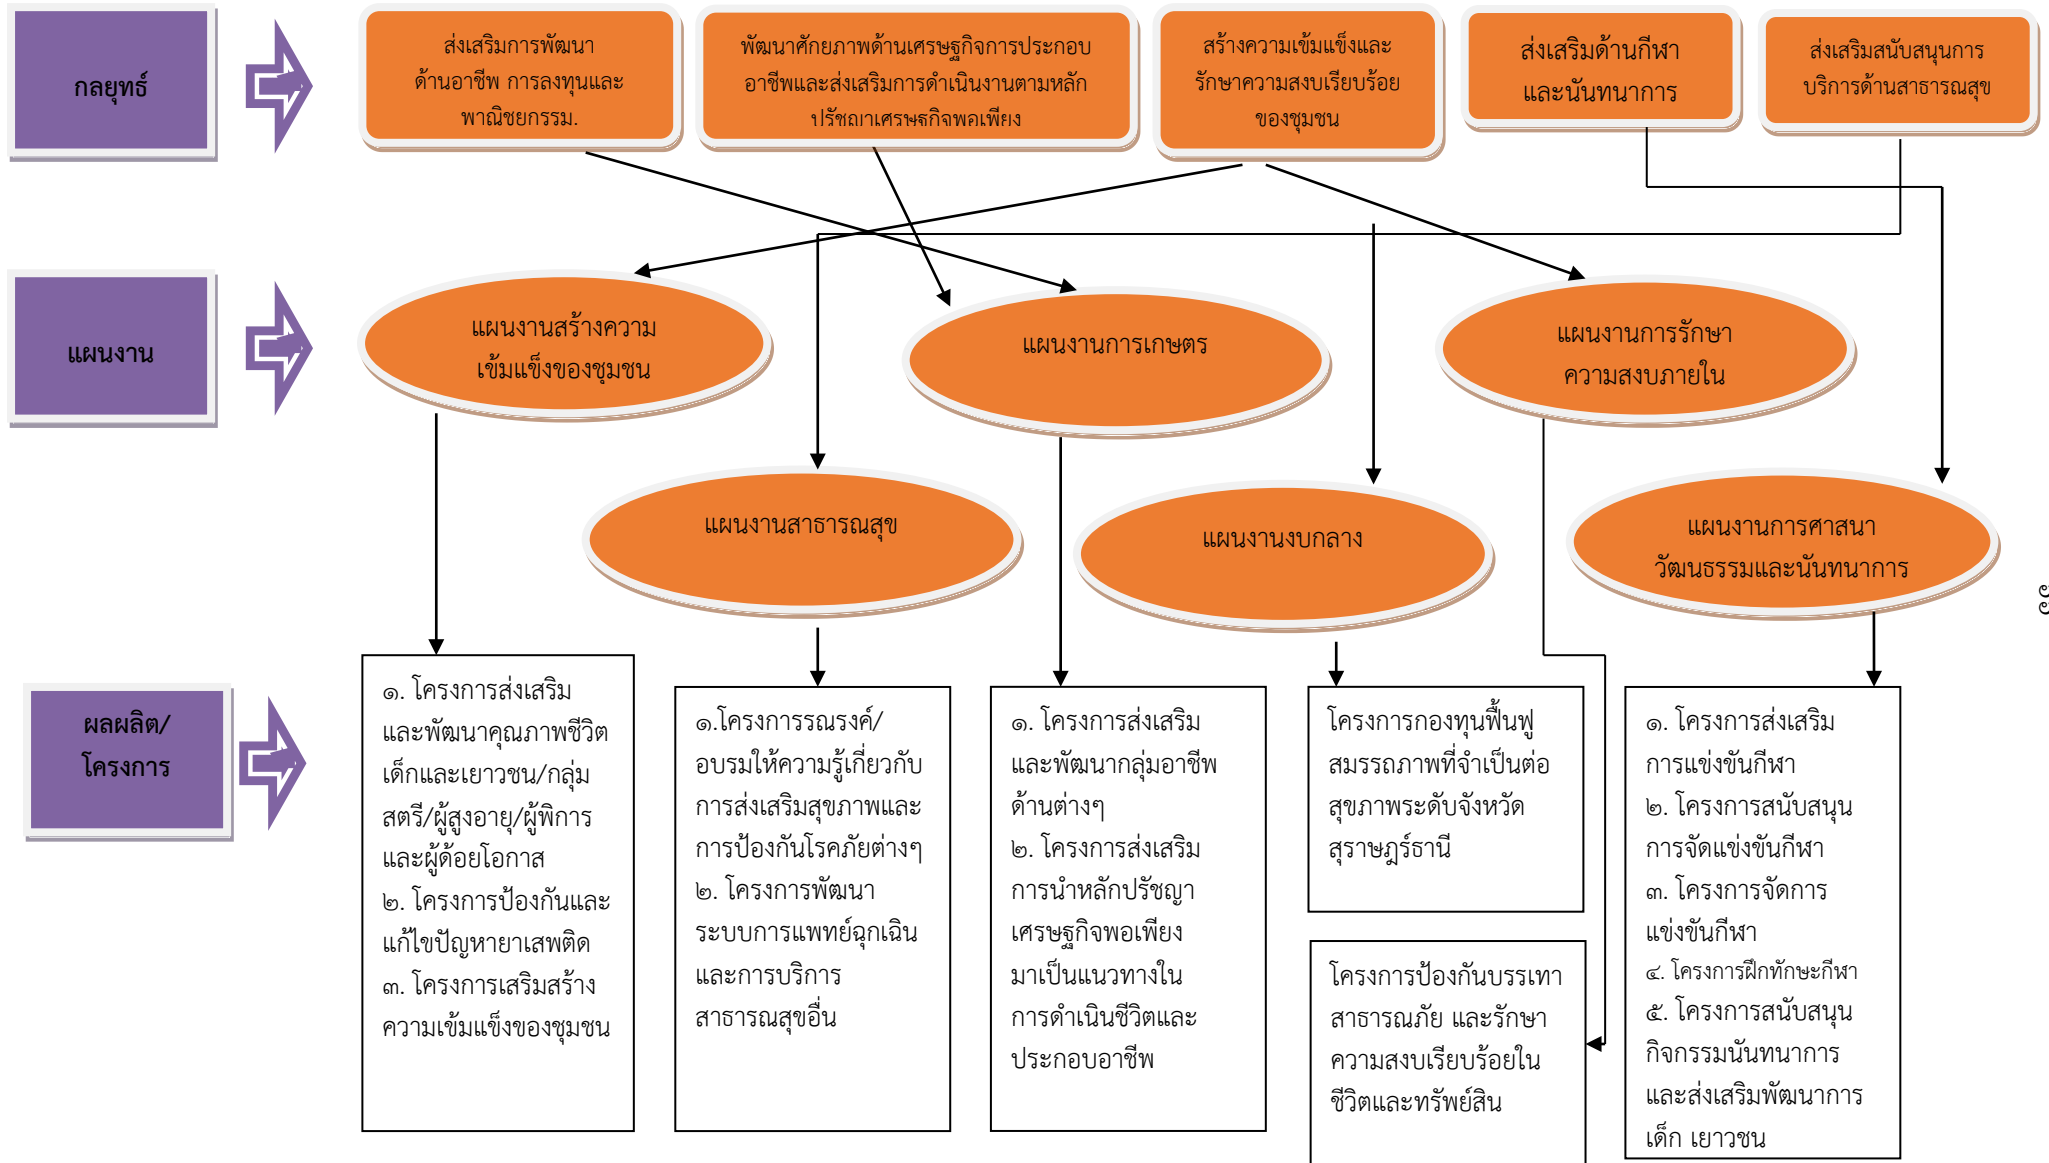 กลยุทธ์
ส่งเสริมการพัฒนา
ด้านอาชีพ การลงทุนและ
พาณิชยกรรม.
พัฒนาศักยภาพด้านเศรษฐกิจการประกอบ
อาชีพและส่งเสริมการดำเนินงานตามหลัก
ปรัชญาเศรษฐกิจพอเพียง
สร้างความเข้มแข็งและ
รักษาความสงบเรียบร้อย
ของชุมชน
ส่งเสริมด้านกีฬา
และนันทนาการ
ส่งเสริมสนับสนุนการ
บริการด้านสาธารณสุข
แผนงาน
แผนงานสร้างความ
เข้มแข็งของชุมชน
แผนงานการเกษตร
แผนงานการรักษา
ความสงบภายใน
แผนงานสาธารณสุข
แผนงานงบกลาง
แผนงานการศาสนา
วัฒนธรรมและนันทนาการ
ผลผลิต/
โครงการ
๑. โครงการส่งเสริม
และพัฒนาคุณภาพชีวิต
เด็กและเยาวชน/กลุ่ม
สตรี/ผู้สูงอายุ/ผู้พิการ
และผู้ด้อยโอกาส
๒. โครงการป้องกันและ
แก้ไขปัญหายาเสพติด
๓. โครงการเสริมสร้าง
ความเข้มแข็งของชุมชน
๑.โครงการรณรงค์/
อบรมให้ความรู้เกี่ยวกับ
การส่งเสริมสุขภาพและ
การป้องกันโรคภัยต่างๆ
๒. โครงการพัฒนา
ระบบการแพทย์ฉุกเฉิน
และการบริการ
สาธารณสุขอื่น
๑. โครงการส่งเสริม
และพัฒนากลุ่มอาชีพ
ด้านต่างๆ
๒. โครงการส่งเสริม
การนำหลักปรัชญา
เศรษฐกิจพอเพียง
มาเป็นแนวทางใน
การดำเนินชีวิตและ
ประกอบอาชีพ
โครงการกองทุนฟื้นฟู
สมรรถภาพที่จำเป็นต่อ
สุขภาพระดับจังหวัด
สุราษฎร์ธานี
โครงการป้องกันบรรเทา
สาธารณภัย และรักษา
ความสงบเรียบร้อยใน
ชีวิตและทรัพย์สิน
๑. โครงการส่งเสริม
การแข่งขันกีฬา
๒. โครงการสนับสนุน
การจัดแข่งขันกีฬา
๓. โครงการจัดการ
แข่งขันกีฬา
๔. โครงการฝึกทักษะกีฬา
๕. โครงการสนับสนุน
กิจกรรมนันทนาการ
และส่งเสริมพัฒนาการ
เด็ก เยาวชน